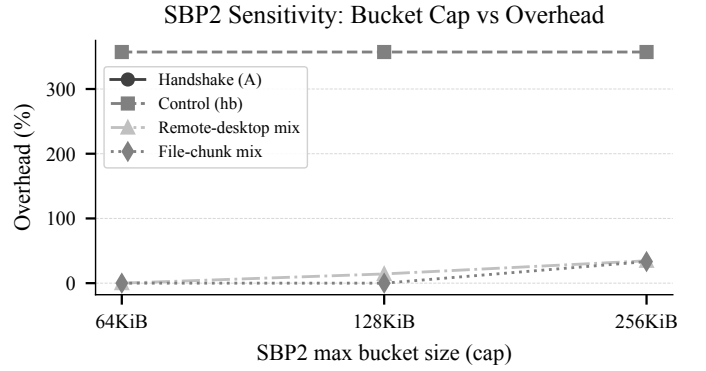 SBP2 Sensitivity: Bucket Cap vs Overhead
Overhead (%)
300
200
100
0
Handshake (A)
Control (hb)
Remote-desktop mix
File-chunk mix
64KiB
128KiB
256KiB
SBP2 max bucket size (cap)